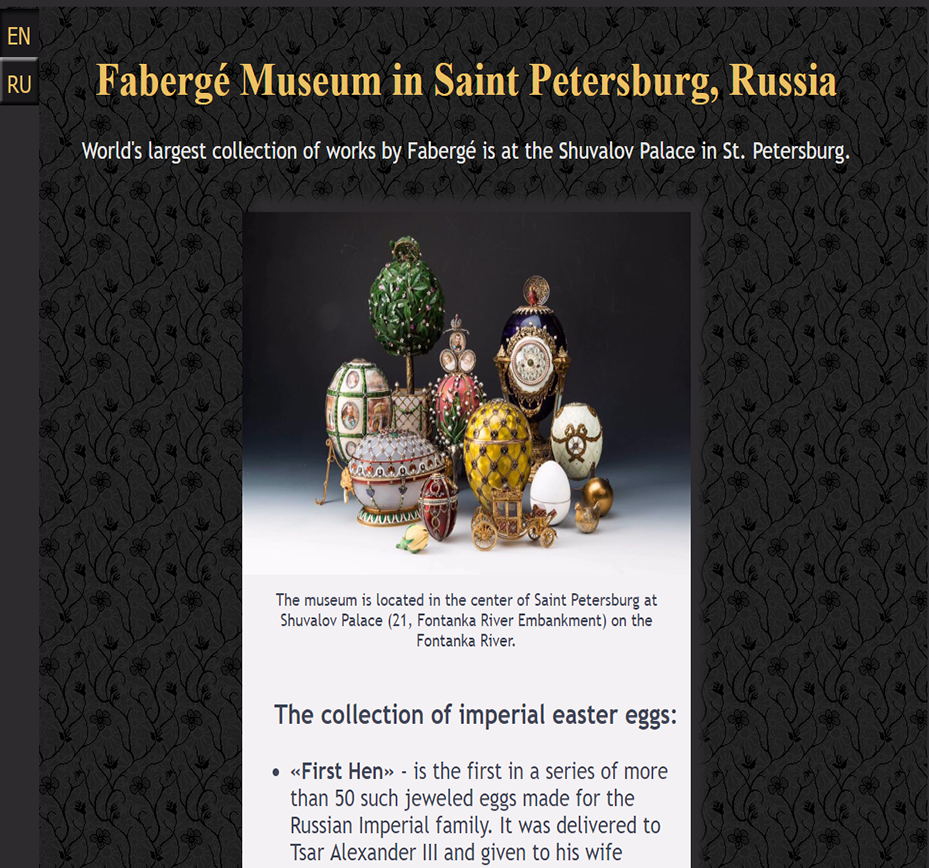 EN
RU
Fabergé Museum in Saint Petersburg, Russia
World's largest collection of works by Fabergé is at the Shuvalov Palace in St. Petersburg.
The museum is located in the center of Saint Petersburg at
Shuvalov Palace (21, Fontanka River Embankment) on the
Fontanka River.
The collection of imperial easter eggs:
• «First Hen» - is the first in a series of more
than 50 such jeweled eggs made for the
Russian Imperial family. It was delivered to
Tsar Alexander III and given to his wife